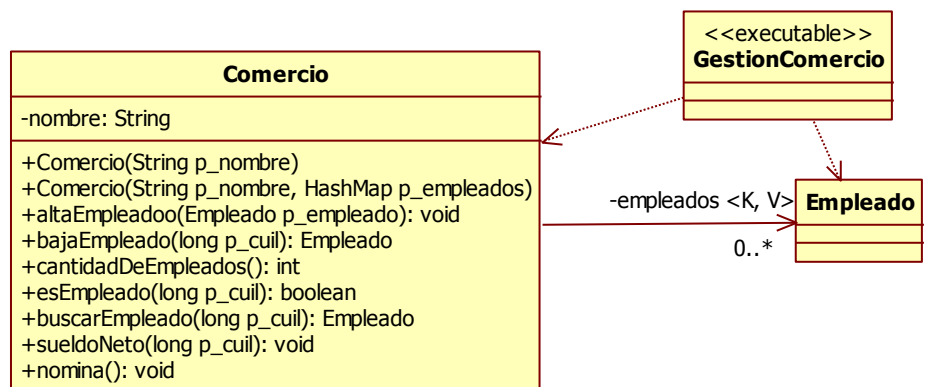 <<executable>>
GestionComercio
Comercio
-nombre: String
+Comercio(String p_nombre)
+Comercio(String p_nombre, HashMap p_empleados)
+altaEmpleadoo(Empleado p_empleado): void
+bajaEmpleado(long p_cuil): Empleado
+cantidadDeEmpleados(): int
+esEmpleado(long p_cuil): boolean
+buscarEmpleado(long p_cuil): Empleado
+sueldoNeto(long p_cuil): void
+nomina(): void
-empleados <K, V>
0..*
Empleado